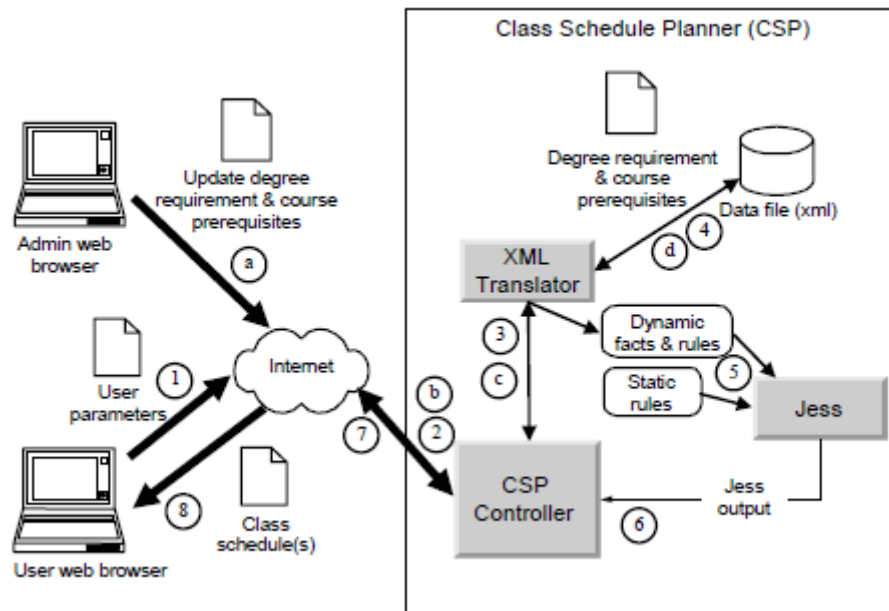 Class Schedule Planner (CSP)
Update degree
requirement & course
prerequisites
Admin web
browser
a
Degree requirement
& course
prerequisites
Data file (xml)
d
4
XML
Translator
3
c
Dynamic
facts & rules
Static
rules
5
Jess
Internet
1
User
parameters
b
2
7
CSP
Controller
Jess
output
6
8
Class
schedule(s)
User web browser